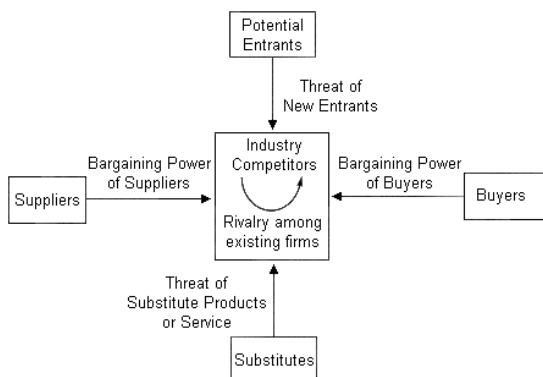 Potential
Entrants
Threat of
New Entrants
Industry
Competitors
Bargaining Power
of Suppliers
Bargaining Power
of Buyers
Suppliers
Buyers
Rivalry among
existing firms
Threat of
Substitute Products
or Service
Substitutes